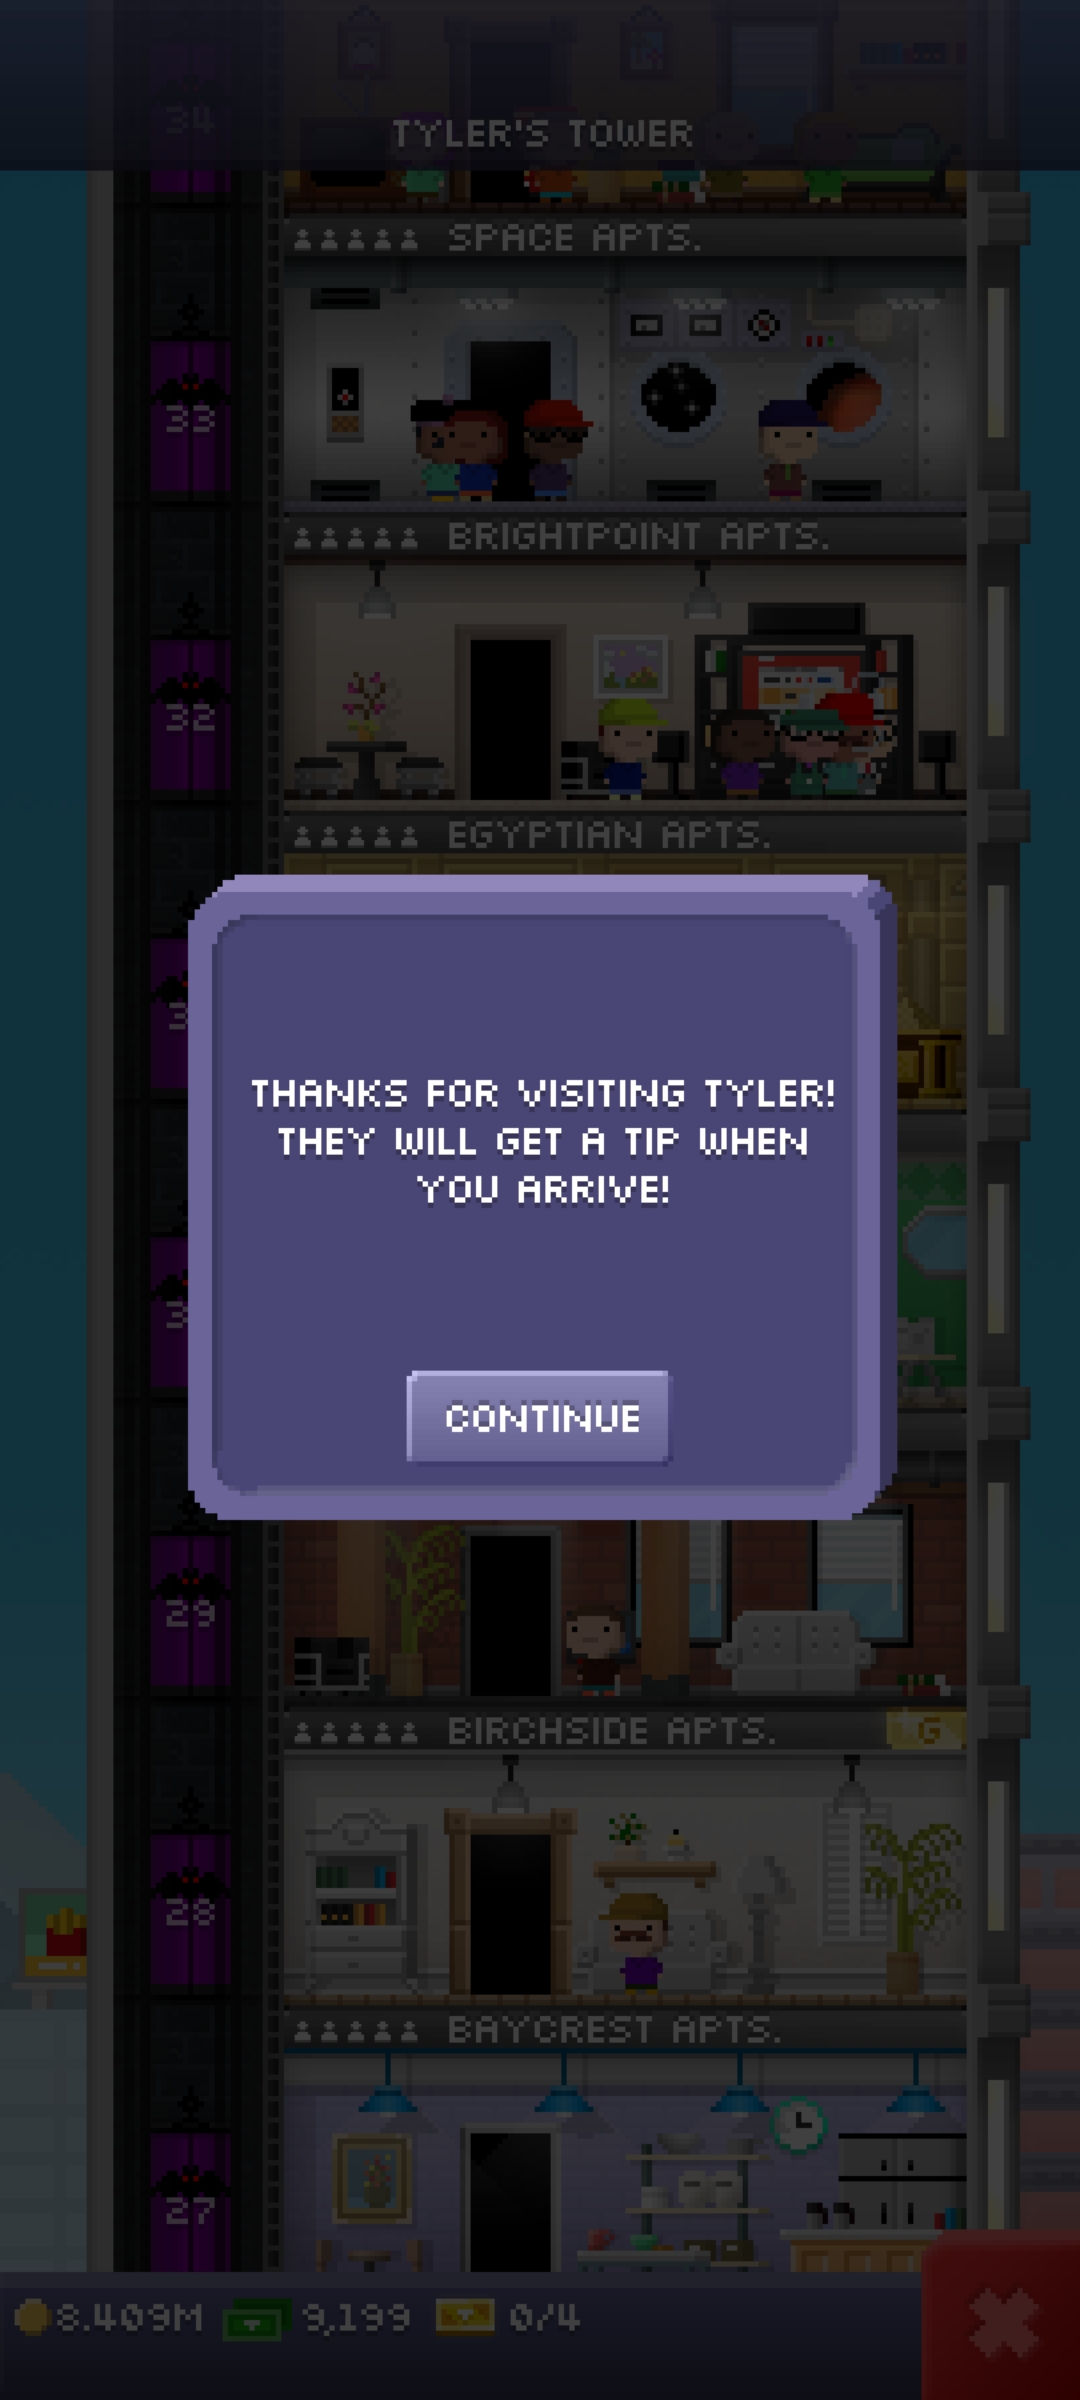 34
TYLER'S TOWER
SPACE APTS.
33
BRIGHTPOINT APTS.
32
EGYPTIAN APTS.
3
THANKS FOR VISITING TYLER!
THEY WILL GET A TIP WHEN
YOU ARRIVE!
3
CONTINUE
29
BIRCHSIDE APTS.
G
28
BAYCREST APTS.
27
8.409M
9,199
0/4